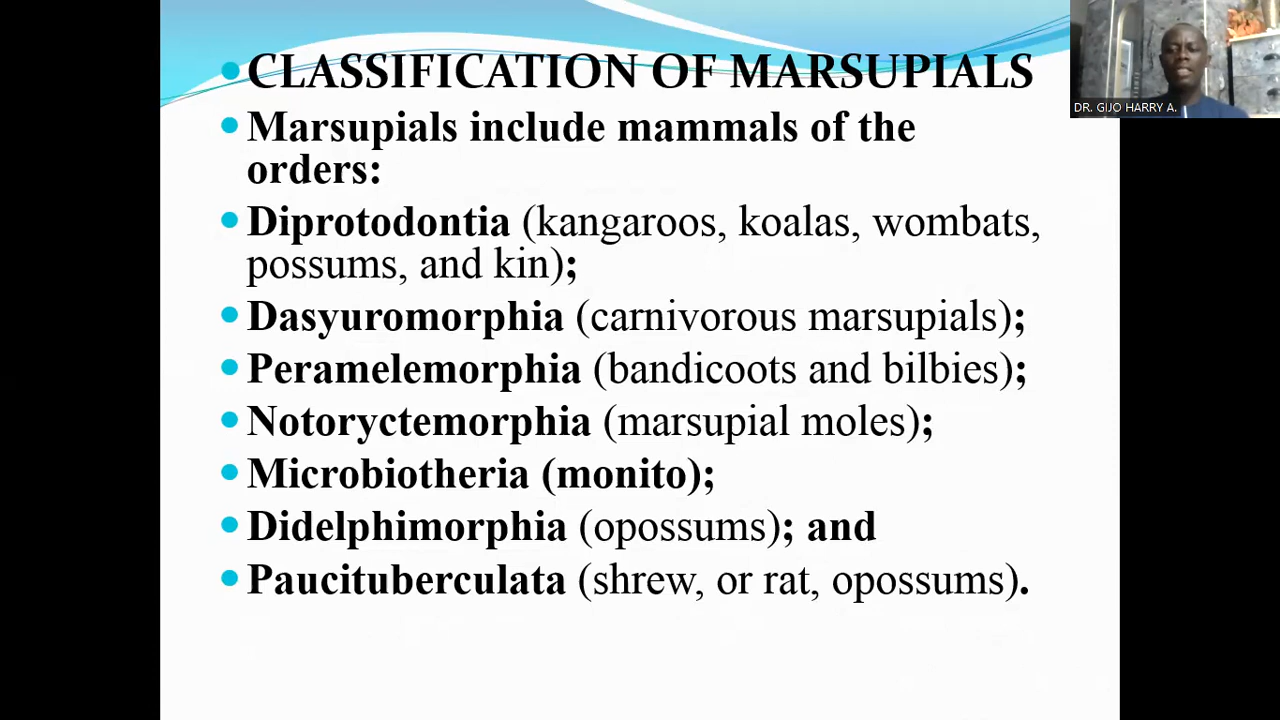 CLASSIFICATION OF MARSUPIALS
Marsupials include mammals of the
orders:
Diprotodontia (kangaroos, koalas, wombats,
possums, and kin);
Dasyuromorphia (carnivorous marsupials);
Peramelemorphia (bandicoots and bilbies);
Notoryctemorphia (marsupial moles);
Microbiotheria (monito);
Didelphimorphia (opossums); and
Paucituberculata (shrew, or rat, opossums).
DR. GIJO HARRY A.